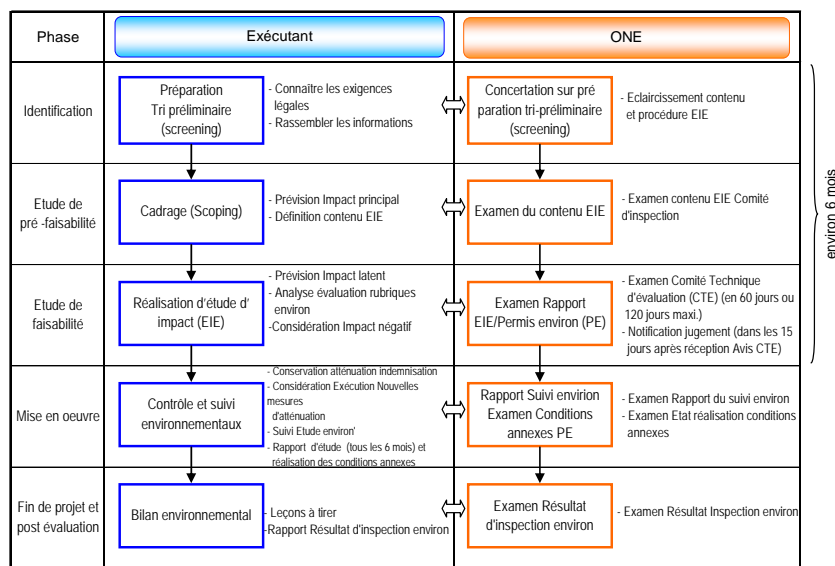 Phase
Exécutant
ONE
Identification
Préparation
Tri préliminaire
(screening)
- Connaître les exigences
légales
- Rassembler les informations
Concertation sur pré
paration tri-préliminaire
(screening)
- Eclaircissement contenu
et procédure EIE
Etude de
pré -faisabilité
Cadrage (Scoping)
- Prévision Impact principal
- Définition contenu EIE
Examen du contenu EIE
- Examen contenu EIE Comité
d'inspection
environ 6 mois
Etude de
faisabilité
Réalisation d'étude d'
impact (EIE)
- Prévision Impact latent
- Analyse évaluation rubriques
environ
-Considération Impact négatif
Examen Rapport
EIE/Permis environ (PE)
- Examen Comité Technique
d'évaluation (CTE) (en 60 jours ou
120 jours maxi.)
- Notification jugement (dans les 15
jours après réception Avis CTE)
Mise en oeuvre
Contrôle et suivi
environnementaux
- Conservation atténuation indemnisation
- Considération Exécution Nouvelles
mesures
d'atténuation
- Suivi Etude environ'
- Rapport d'étude (tous les 6 mois) et
réalisation des conditions annexes
Rapport Suivi envirion
Examen Conditions
annexes PE
- Examen Rapport du suivi environ
- Examen Etat réalisation conditions
annexes
Fin de projet et
post évaluation
Bilan environnemental
- Leçons à tirer
-Rapport Résultat d'inspection environ
Examen Résultat
d'inspection environ
- Examen Résultat Inspection environ